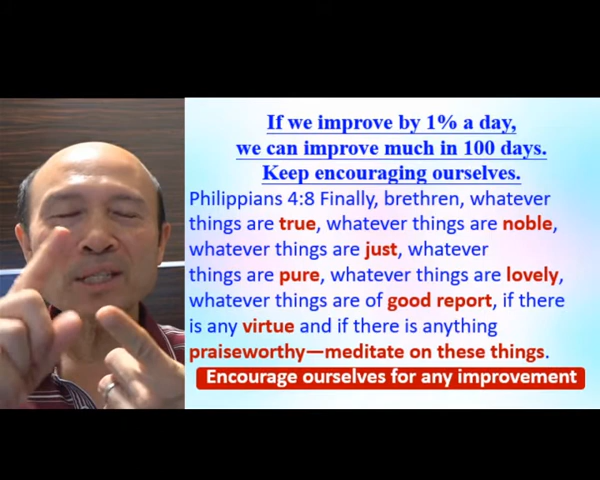 If we improve by 1% a day,
we can improve much in 100 days.
Keep encouraging ourselves.
Philippians 4:8 Finally, brethren, whatever
things are true, whatever things are noble,
whatever things are just, whatever
things are pure, whatever things are lovely,
whatever things are of good report, if there
is any virtue and if there is anything
praiseworthy—meditate on these things.
Encourage ourselves for any improvement